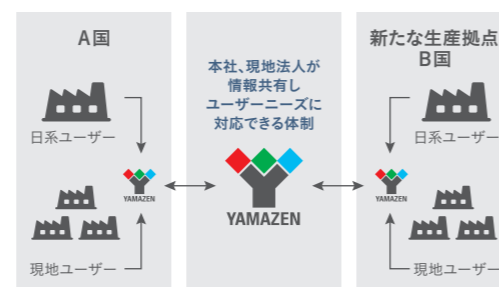 A国
日系ユーザー
YAMAZEN
現地ユーザー
本社、現地法人が
情報共有し
ユーザーニーズに
対応できる体制
YAMAZEN
新たな生産拠点
B国
日系ユーザー
YAMAZEN
現地ユーザー